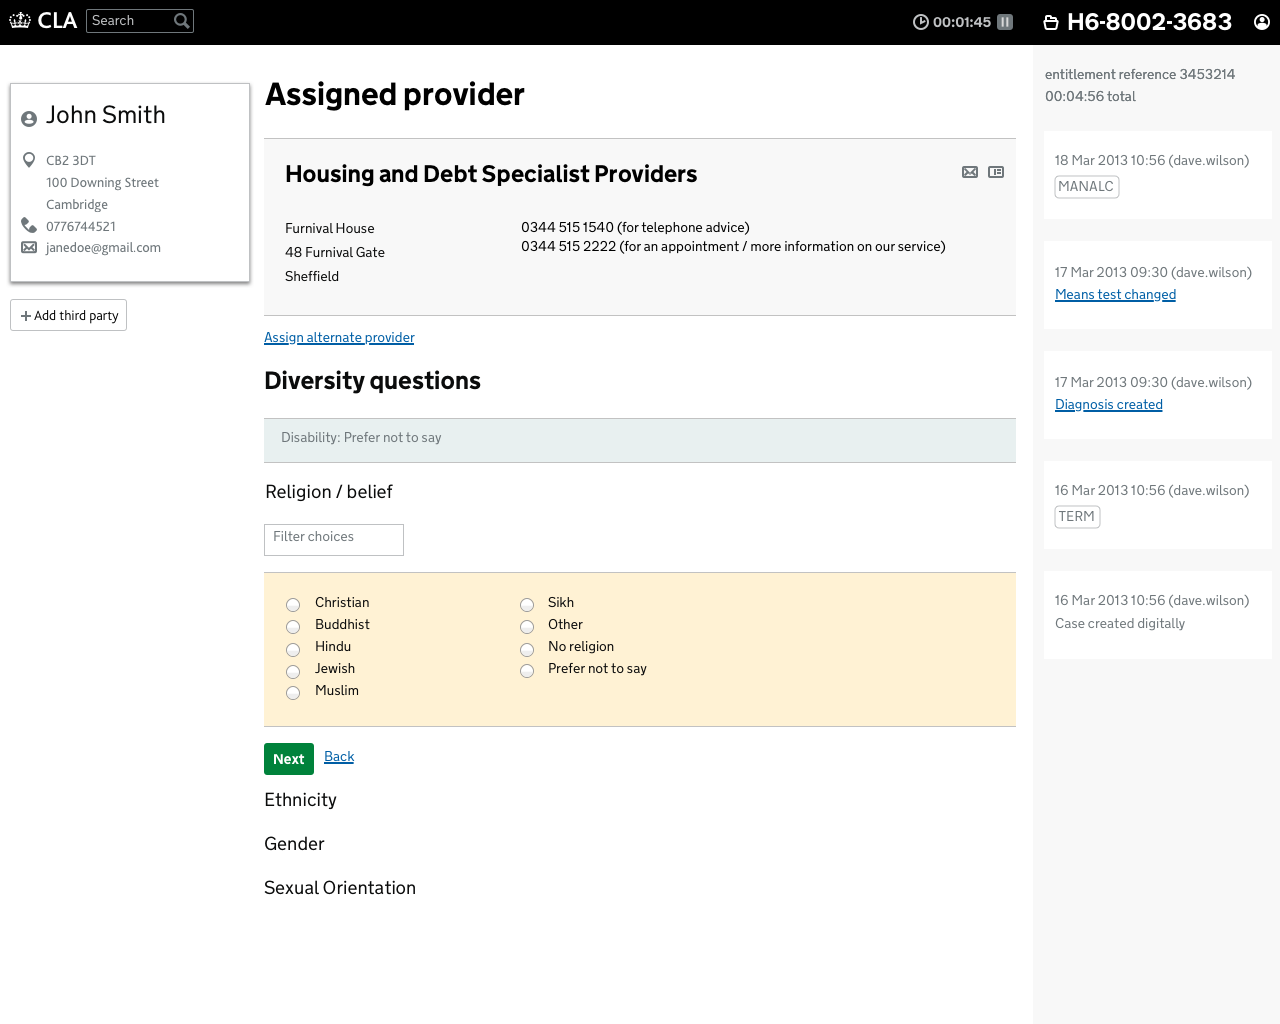 CLA
Search
00:01:45
H6-8002-3683
John Smith
CB2 3DT
100 Downing Street
Cambridge
0776744521
janedoe@gmail.com
Add third party
Assigned provider
Housing and Debt Specialist Providers
Furnival House
48 Furnival Gate
Sheffield
0344 515 1540 (for telephone advice)
0344 515 2222 (for an appointment / more information on our service)
Assign alternate provider
Diversity questions
Disability: Prefer not to say
Religion / belief
Filter choices
Christian
Buddhist
Hindu
Jewish
Muslim
Sikh
Other
No religion
Prefer not to say
Next
Back
Ethnicity
Gender
Sexual Orientation
entitlement reference 3453214
00:04:56 total
18 Mar 2013 10:56 (dave.wilson)
MANALC
17 Mar 2013 09:30 (dave.wilson)
Means test changed
17 Mar 2013 09:30 (dave.wilson)
Diagnosis created
16 Mar 2013 10:56 (dave.wilson)
TERM
16 Mar 2013 10:56 (dave.wilson)
Case created digitally